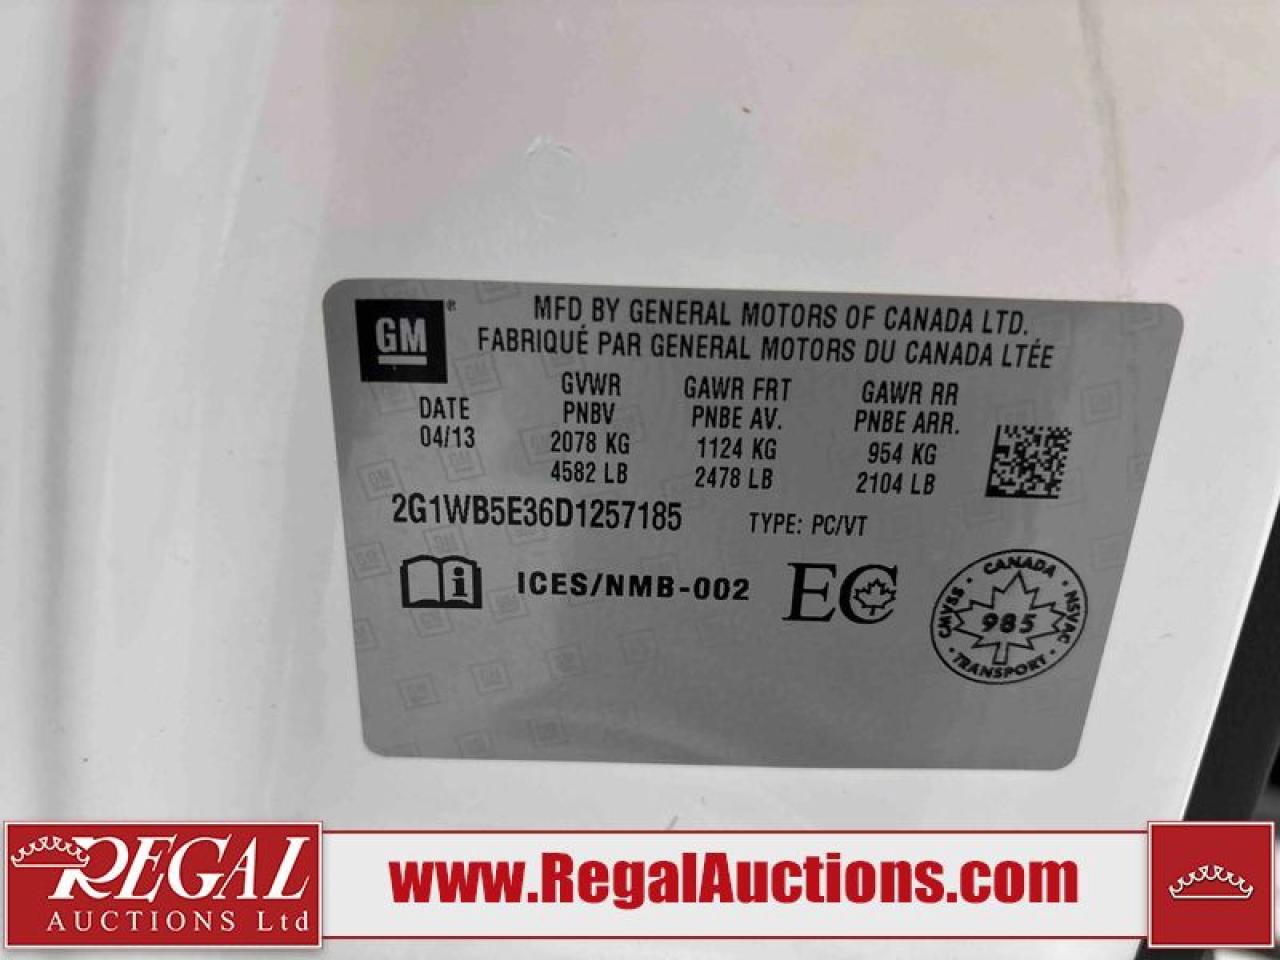 GM®
MFD BY GENERAL MOTORS OF CANADA LTD.
FABRIQUÉ PAR GENERAL MOTORS DU CANADA LTÉE
DATE
04/13
GVWR
PNBV
2078 KG
4582 LB
GAWR FRT
PNBE AV.
1124 KG
2478 LB
GAWR RR
PNBE ARR.
954 KG
2104 LB
2G1WB5E36D1257185
TYPE: PC/VT
i
ICES/NMB-002
EC
CANADA
CMVSS • NSVAC
985
• TRANSPORT •
REGAL
AUCTIONS Ltd
www.RegalAuctions.com